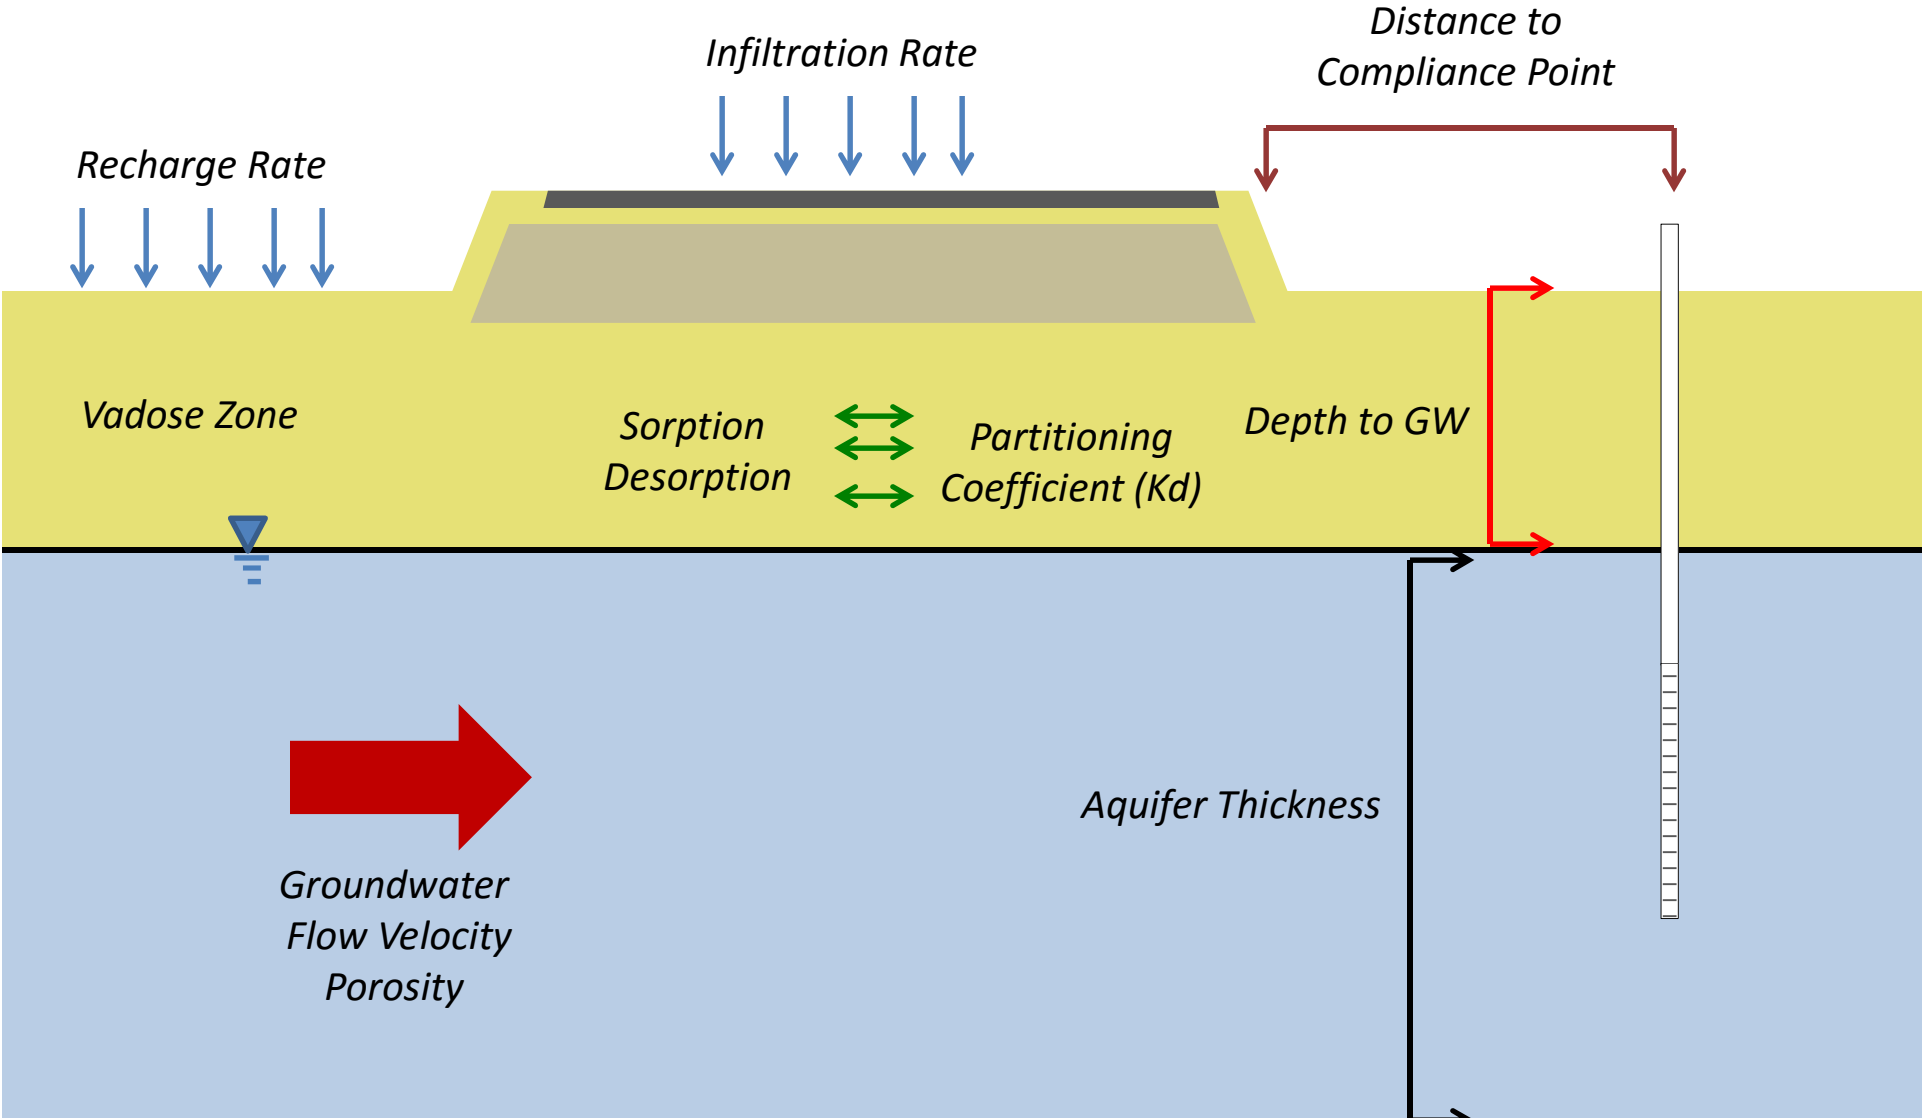 Distance to
Compliance Point
Infiltration Rate
Recharge Rate
Vadose Zone
Sorption
Desorption
Partitioning
Coefficient (Kd)
Depth to GW
Aquifer Thickness
Groundwater
Flow Velocity
Porosity